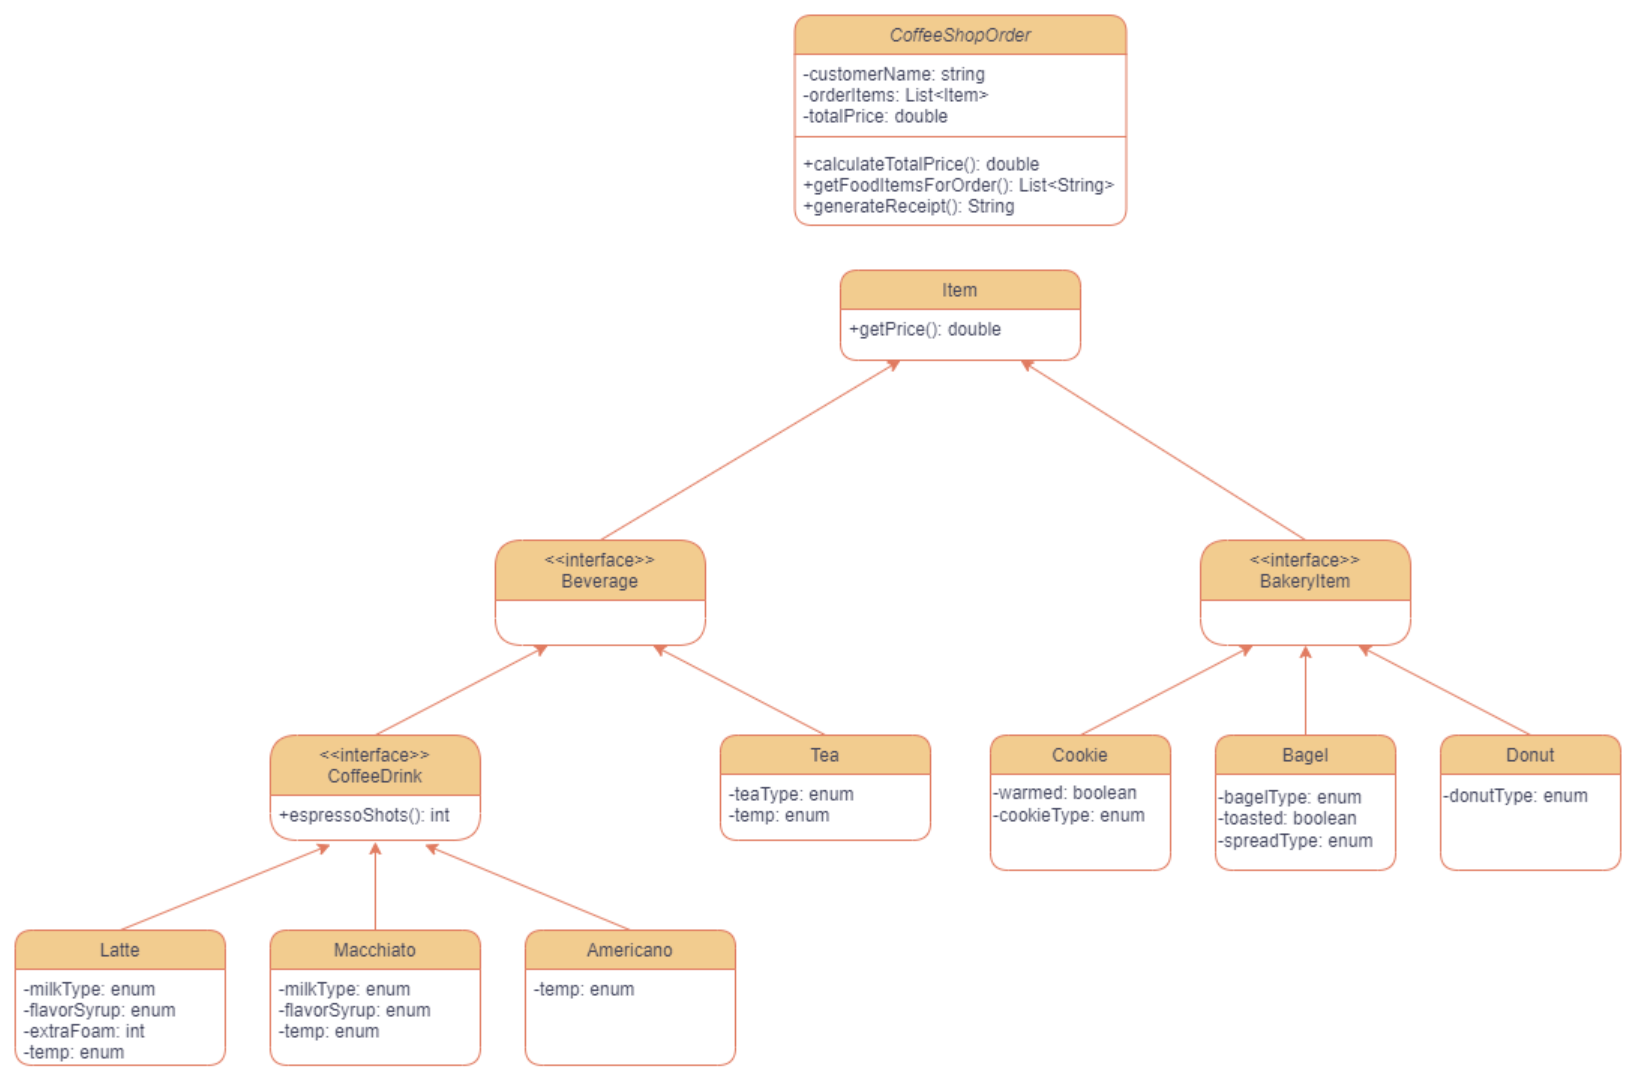 CoffeeShopOrder
-customerName: string
-orderItems: List<Item>
-totalPrice: double
+calculateTotalPrice(): double
+getFoodItemsForOrder(): List<String>
+generateReceipt(): String
Item
+getPrice(): double
<<interface>>
Beverage
<<interface>>
BakeryItem
<<interface>>
CoffeeDrink
+espressoShots(): int
Tea
-teaType: enum
-temp: enum
Cookie
-warmed: boolean
-cookieType: enum
Bagel
-bagelType: enum
-toasted: boolean
-spreadType: enum
Donut
-donutType: enum
Latte
-milkType: enum
-flavorSyrup: enum
-extraFoam: int
-temp: enum
Macchiato
-milkType: enum
-flavorSyrup: enum
-temp: enum
Americano
-temp: enum